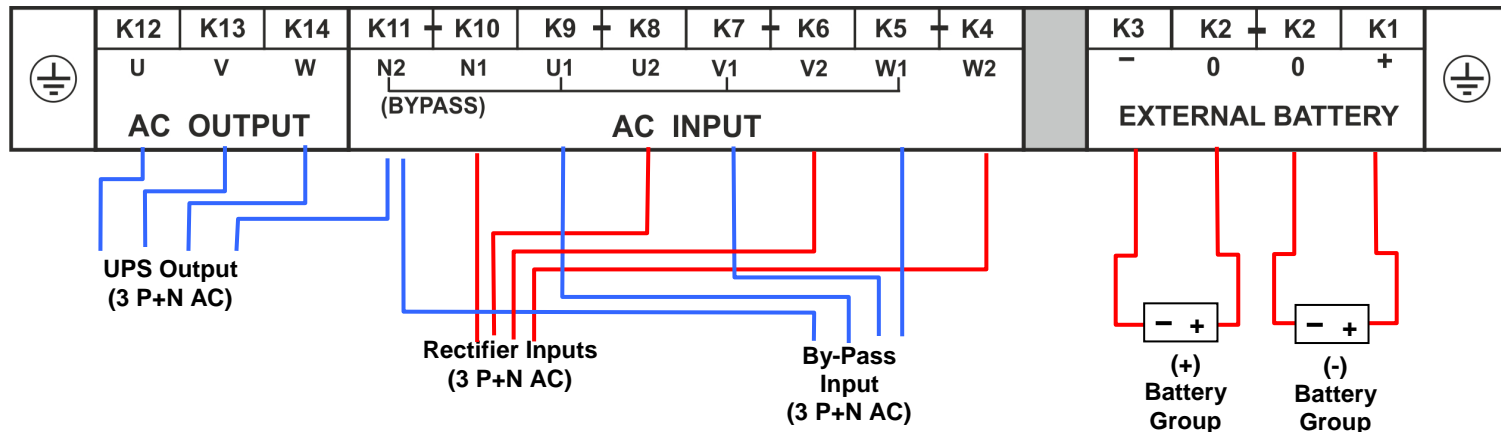 K12 K13 K14 K11 - K10 K9 - K8 K7 - K6 K5 - K4 K3 K2 - K2 K1
U V W N2 N1 U1 U2 V1 V2 W1 W2 − 0 0 +
(BYPASS)
AC OUTPUT AC INPUT EXTERNAL BATTERY
UPS Output
(3 P+N AC)
Rectifier Inputs
(3 P+N AC)
By-Pass
Input
(3 P+N AC)
− +
(+)
Battery
Group
− +
(-)
Battery
Group